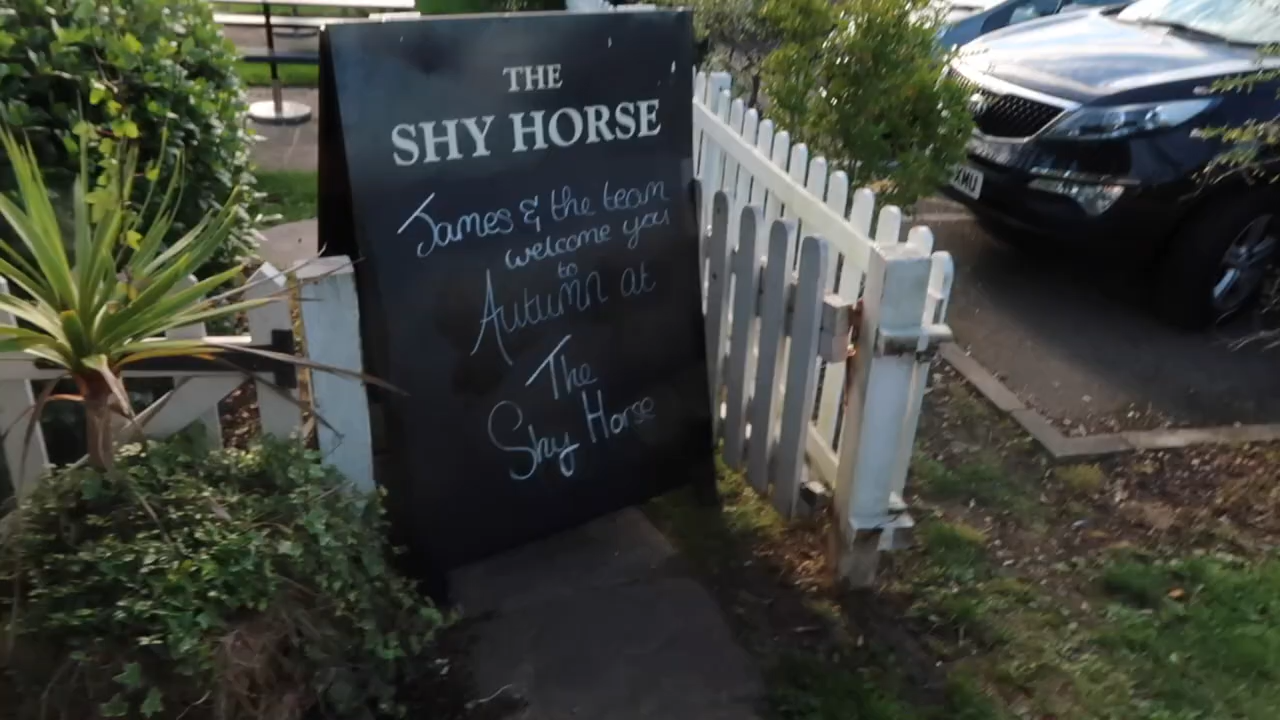 THE
SHY HORSE
James & the team
welcome you
to
Autumn at
The
Shy Horse